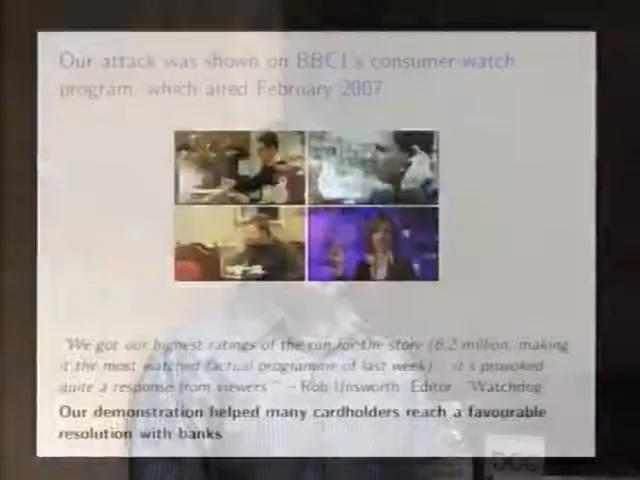 Our attack was shown on BBC1's consumer-watch
program, which aired February 2007
"We got our highest ratings of the run for the story (6.2 million, making
it the most watched factual programme of last week)... it's provoked
quite a response from viewers." – Rob Unsworth, Editor, "Watchdog"
Our demonstration helped many cardholders reach a favourable
resolution with banks